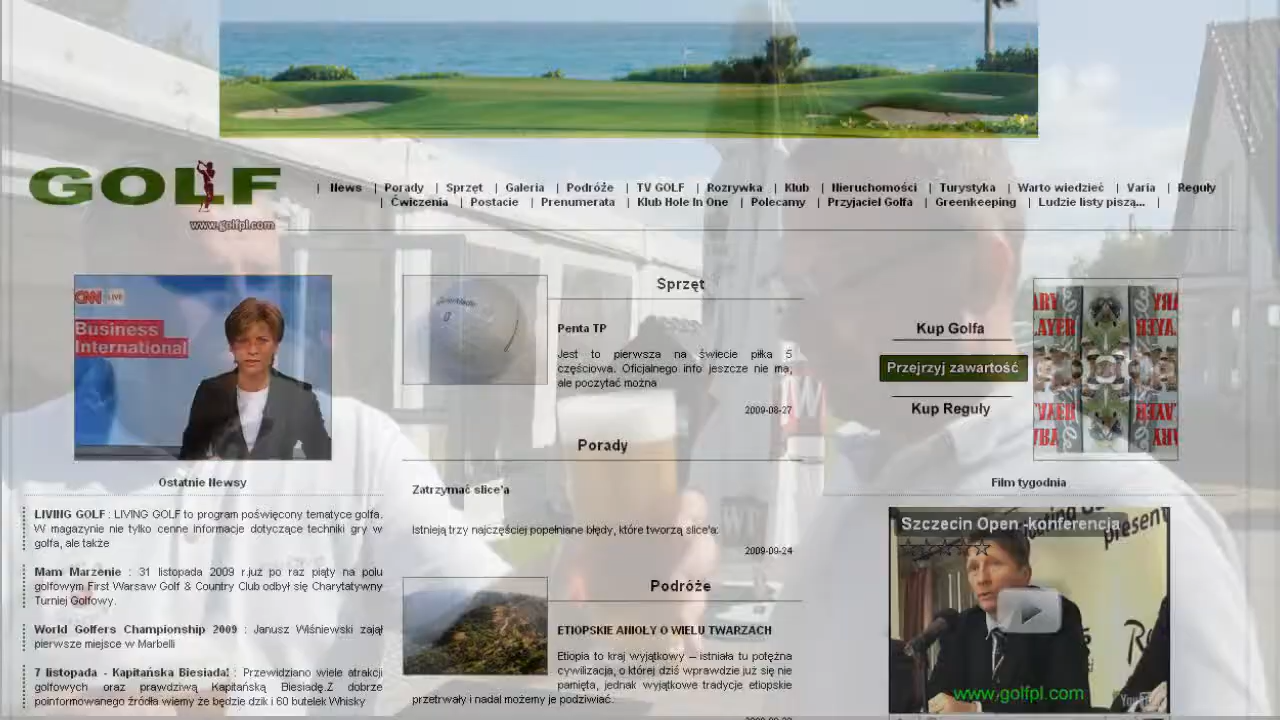 GOLF
www.golfpl.com
| News | Porady | Sprzęt | Galeria | Podróże | TV GOLF | Rozrywka | Klub | Nieruchomości | Turystyka | Warto wiedzieć | Varia | Reguły
| Ćwiczenia | Postacie | Prenumerata | Klub Hole In One | Polecamy | Przyjaciel Golfa | Greenkeeping | Ludzie listy piszą... |
CNN LIVE
Business
International
Ostatnie Newsy
LIVING GOLF : LIVING GOLF to program poświęcony tematyce golfa.
W magazynie nie tylko cenne informacje dotyczące techniki gry w
golfa, ale także
Mam Marzenie : 31 listopada 2009 r.już po raz piąty na polu
golfowym First Warsaw Golf & Country Club odbył się Charytatywny
Turniej Golfowy.
World Golfers Championship 2009 : Janusz Wiśniewski zajął
pierwsze miejsce w Marbelli
7 listopada - Kapitańska Biesiada! : Przewidziano wiele atrakcji
golfowych oraz prawdziwą Kapitańską Biesiadę.Z dobrze
poinformowanego źródła wiemy że będzie dzik i 60 butelek Whisky
Sprzęt
Penta TP
Jest to pierwsza na świecie piłka 5
częściowa. Oficjalnego info jeszcze nie ma,
ale poczytać można
2009-08-27
Porady
Zatrzymać slice'a
Istnieją trzy najczęściej popełniane błędy, które tworzą slice'a:
2009-09-24
Podróże
ETIOPSKIE ANIOŁY O WIELU TWARZACH
Etiopia to kraj wyjątkowy – istniała tu potężna
cywilizacja, o której dziś wprawdzie już się nie
pamięta, jednak wyjątkowe tradycje etiopskie
przetrwały i nadal możemy je podziwiać.
Kup Golfa
Przejrzyj zawartość
Kup Reguły
Film tygodnia
Szczecin Open -konferencja
present
www.golfpl.com
YouTube